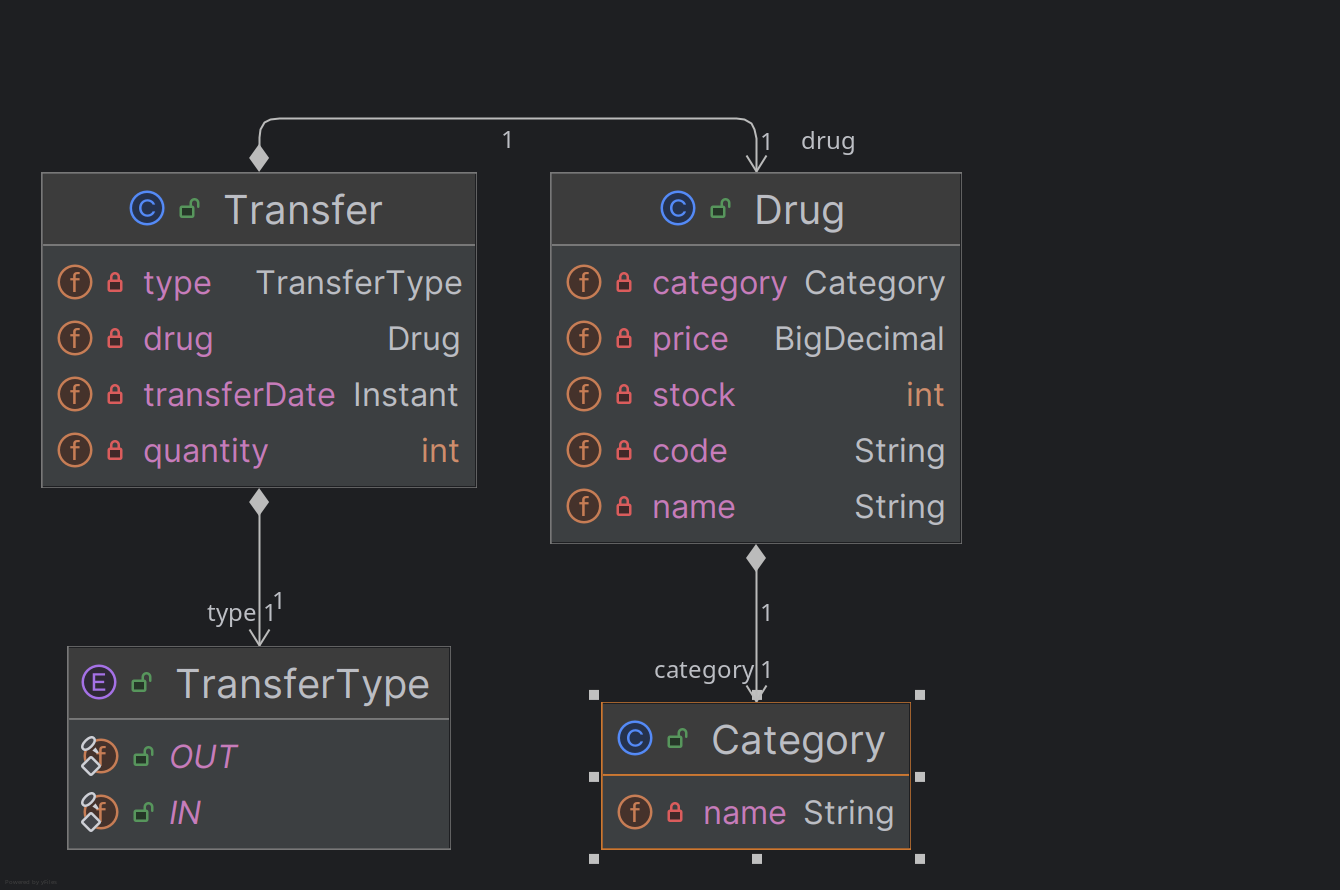 1
1 drug
C Transfer
f type TransferType
f drug Drug
f transferDate Instant
f quantity int
C Drug
f category Category
f price BigDecimal
f stock int
f code String
f name String
type 1 1
1
category 1
E TransferType
f OUT
f IN
C Category
f name String
Powered by yFiles